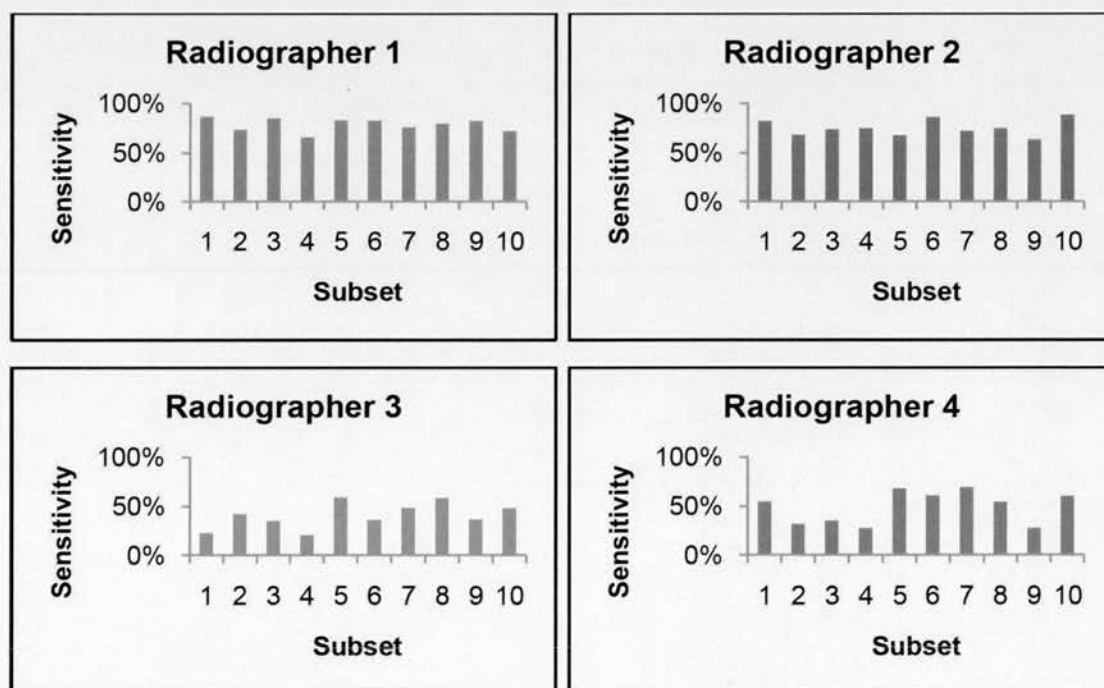 Radiographer 1
Sensitivity
100%
50%
0%
1 2 3 4 5 6 7 8 9 10
Subset
Radiographer 2
Sensitivity
100%
50%
0%
1 2 3 4 5 6 7 8 9 10
Subset
Radiographer 3
Sensitivity
100%
50%
0%
1 2 3 4 5 6 7 8 9 10
Subset
Radiographer 4
Sensitivity
100%
50%
0%
1 2 3 4 5 6 7 8 9 10
Subset